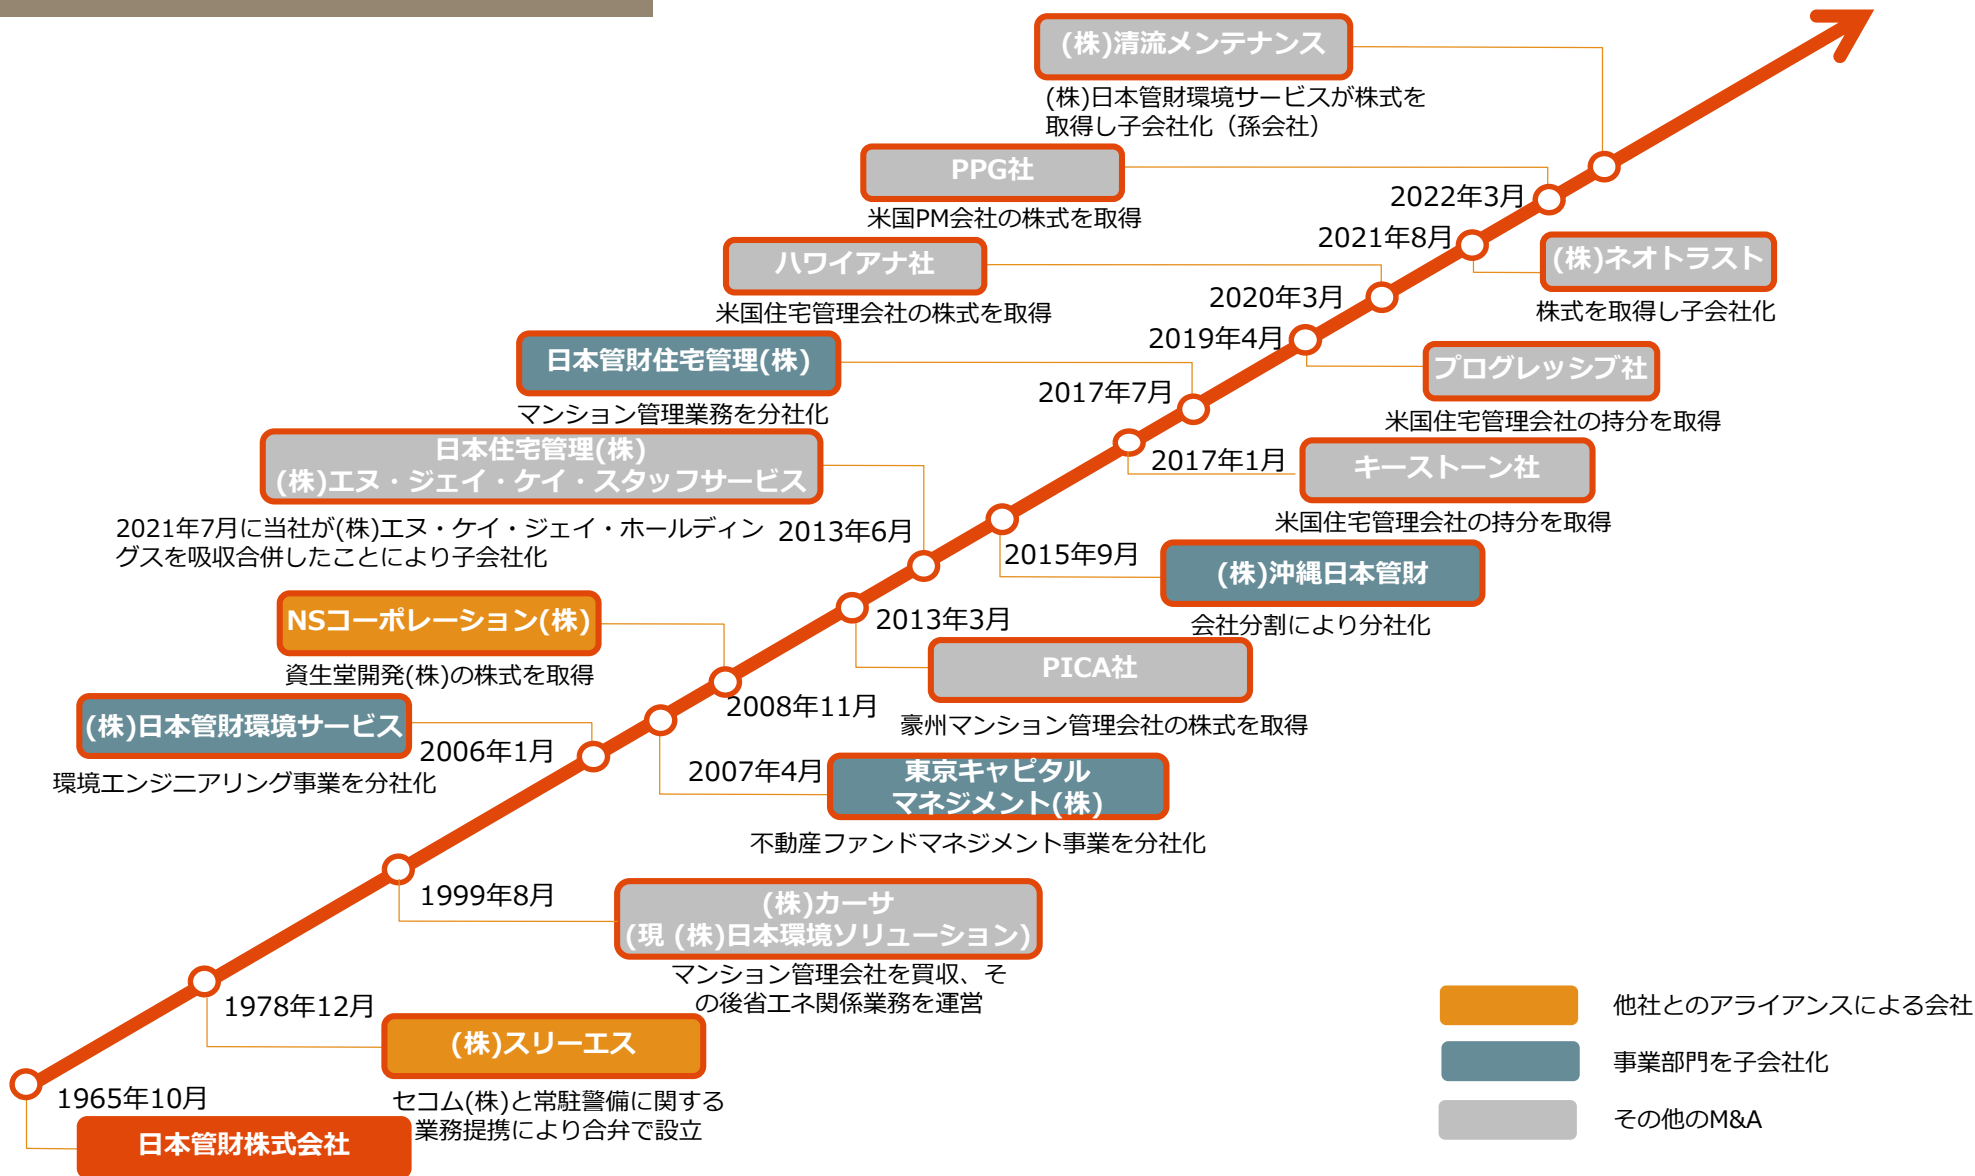 (株)清流メンテナンス
(株)日本管財環境サービスが株式を
取得し子会社化（孫会社）
PPG社
米国PM会社の株式を取得
2022年3月
2021年8月
(株)ネオトラスト
株式を取得し子会社化
ハワイアナ社
米国住宅管理会社の株式を取得
2020年3月
2019年4月
プログレッシブ社
米国住宅管理会社の持分を取得
日本管財住宅管理(株)
マンション管理業務を分社化
2017年7月
2017年1月
キーストーン社
米国住宅管理会社の持分を取得
日本住宅管理(株)
(株)エヌ・ジェイ・ケイ・スタッフサービス
2021年7月に当社が(株)エヌ・ケイ・ジェイ・ホールディン
グスを吸収合併したことにより子会社化
2013年6月
2015年9月
(株)沖縄日本管財
会社分割により分社化
NSコーポレーション(株)
資生堂開発(株)の株式を取得
2013年3月
PICA社
豪州マンション管理会社の株式を取得
2008年11月
(株)日本管財環境サービス
環境エンジニアリング事業を分社化
2006年1月
2007年4月
東京キャピタル
マネジメント(株)
不動産ファンドマネジメント事業を分社化
1999年8月
(株)カーサ
(現 (株)日本環境ソリューション)
マンション管理会社を買収、そ
の後省エネ関係業務を運営
1978年12月
(株)スリーエス
セコム(株)と常駐警備に関する
業務提携により合弁で設立
1965年10月
日本管財株式会社
他社とのアライアンスによる会社
事業部門を子会社化
その他のM&A